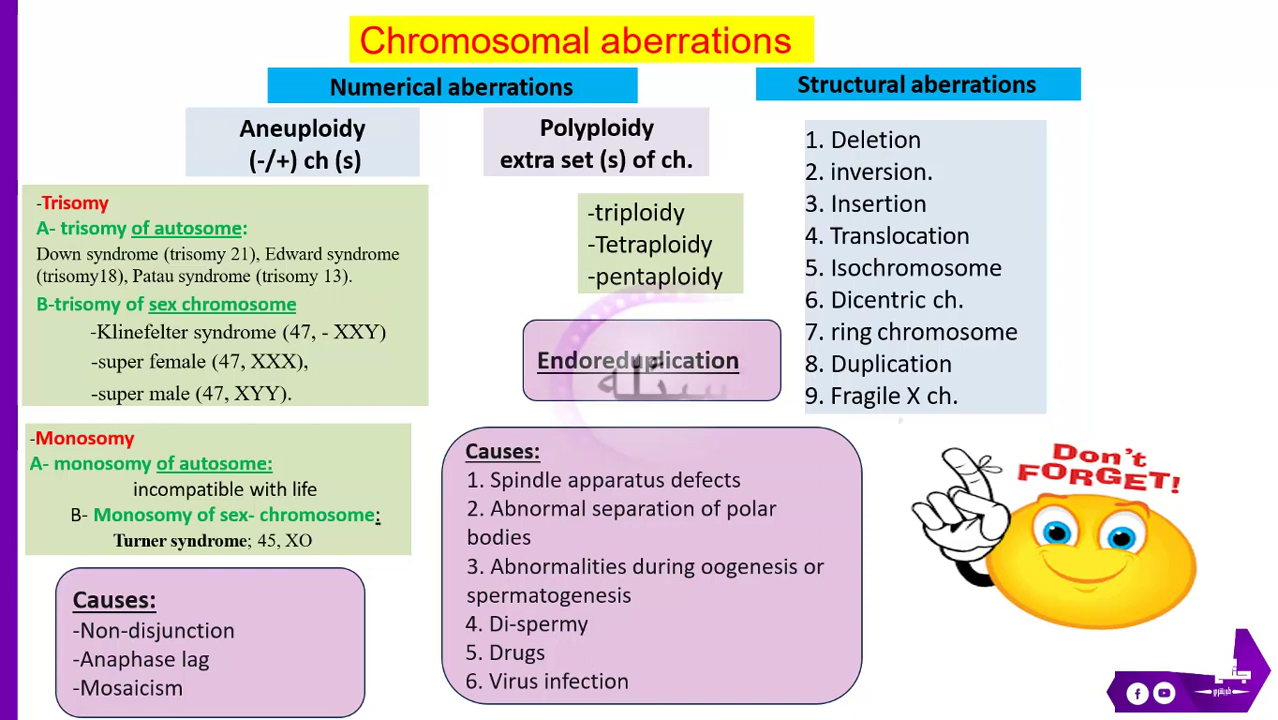 Chromosomal aberrations
Numerical aberrations
Aneuploidy
(-/+) ch (s)
-Trisomy
A- trisomy of autosome:
Down syndrome (trisomy 21), Edward syndrome
(trisomy18), Patau syndrome (trisomy 13).
B-trisomy of sex chromosome
-Klinefelter syndrome (47, - XXY)
-super female (47, XXX),
-super male (47, XYY).
-Monosomy
A- monosomy of autosome:
incompatible with life
B- Monosomy of sex- chromosome:
Turner syndrome; 45, XO
Causes:
-Non-disjunction
-Anaphase lag
-Mosaicism
Polyploidy
extra set (s) of ch.
-triploidy
-Tetraploidy
-pentaploidy
Endoreduplication
Causes:
1. Spindle apparatus defects
2. Abnormal separation of polar
bodies
3. Abnormalities during oogenesis or
spermatogenesis
4. Di-spermy
5. Drugs
6. Virus infection
Structural aberrations
1. Deletion
2. inversion.
3. Insertion
4. Translocation
5. Isochromosome
6. Dicentric ch.
7. ring chromosome
8. Duplication
9. Fragile X ch.
Don't
FORGET!